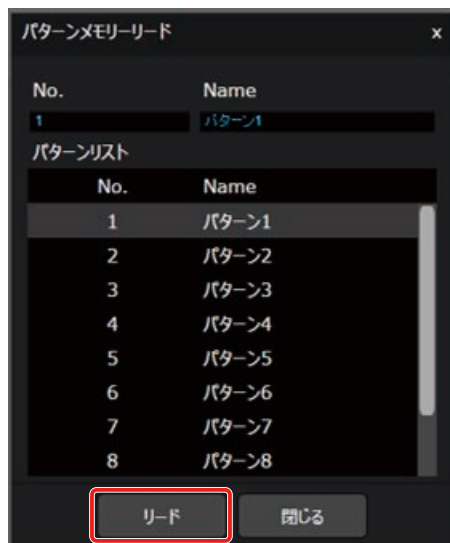 パターンメモリーリード x
No. Name
1 パターン1
パターンリスト
No. Name
1 パターン1
2 パターン2
3 パターン3
4 パターン4
5 パターン5
6 パターン6
7 パターン7
8 パターン8
リード 閉じる